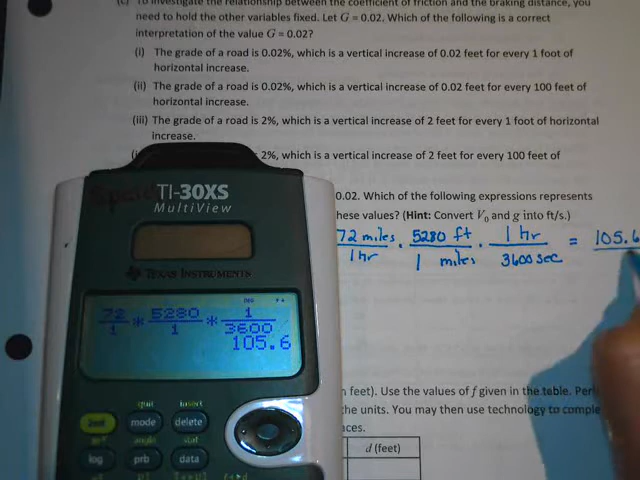 (c) To investigate the relationship between the coefficient of friction and the braking distance, you
need to hold the other variables fixed. Let G = 0.02. Which of the following is a correct
interpretation of the value G = 0.02?
(i) The grade of a road is 0.02%, which is a vertical increase of 0.02 feet for every 1 foot of
horizontal increase.
(ii) The grade of a road is 0.02%, which is a vertical increase of 0.02 feet for every 100 feet of
horizontal increase.
(iii) The grade of a road is 2%, which is a vertical increase of 2 feet for every 1 foot of horizontal
increase.
2%, which is a vertical increase of 2 feet for every 100 feet of
0.02. Which of the following expressions represents
hese values? (Hint: Convert V₀ and g into ft/s.)
72 miles / 1 hr · 5280 ft / 1 miles · 1 hr / 3600 sec = 105.6
TI-30XS
MultiView
TEXAS INSTRUMENTS
DEG
72/1 * 5280/1 * 1/3600
105.6
n feet). Use the values of f given in the table.
the units. You may then use technology to comple
nces.
d (feet)
quit insert
2nd mode delete
angle stat
log prb data